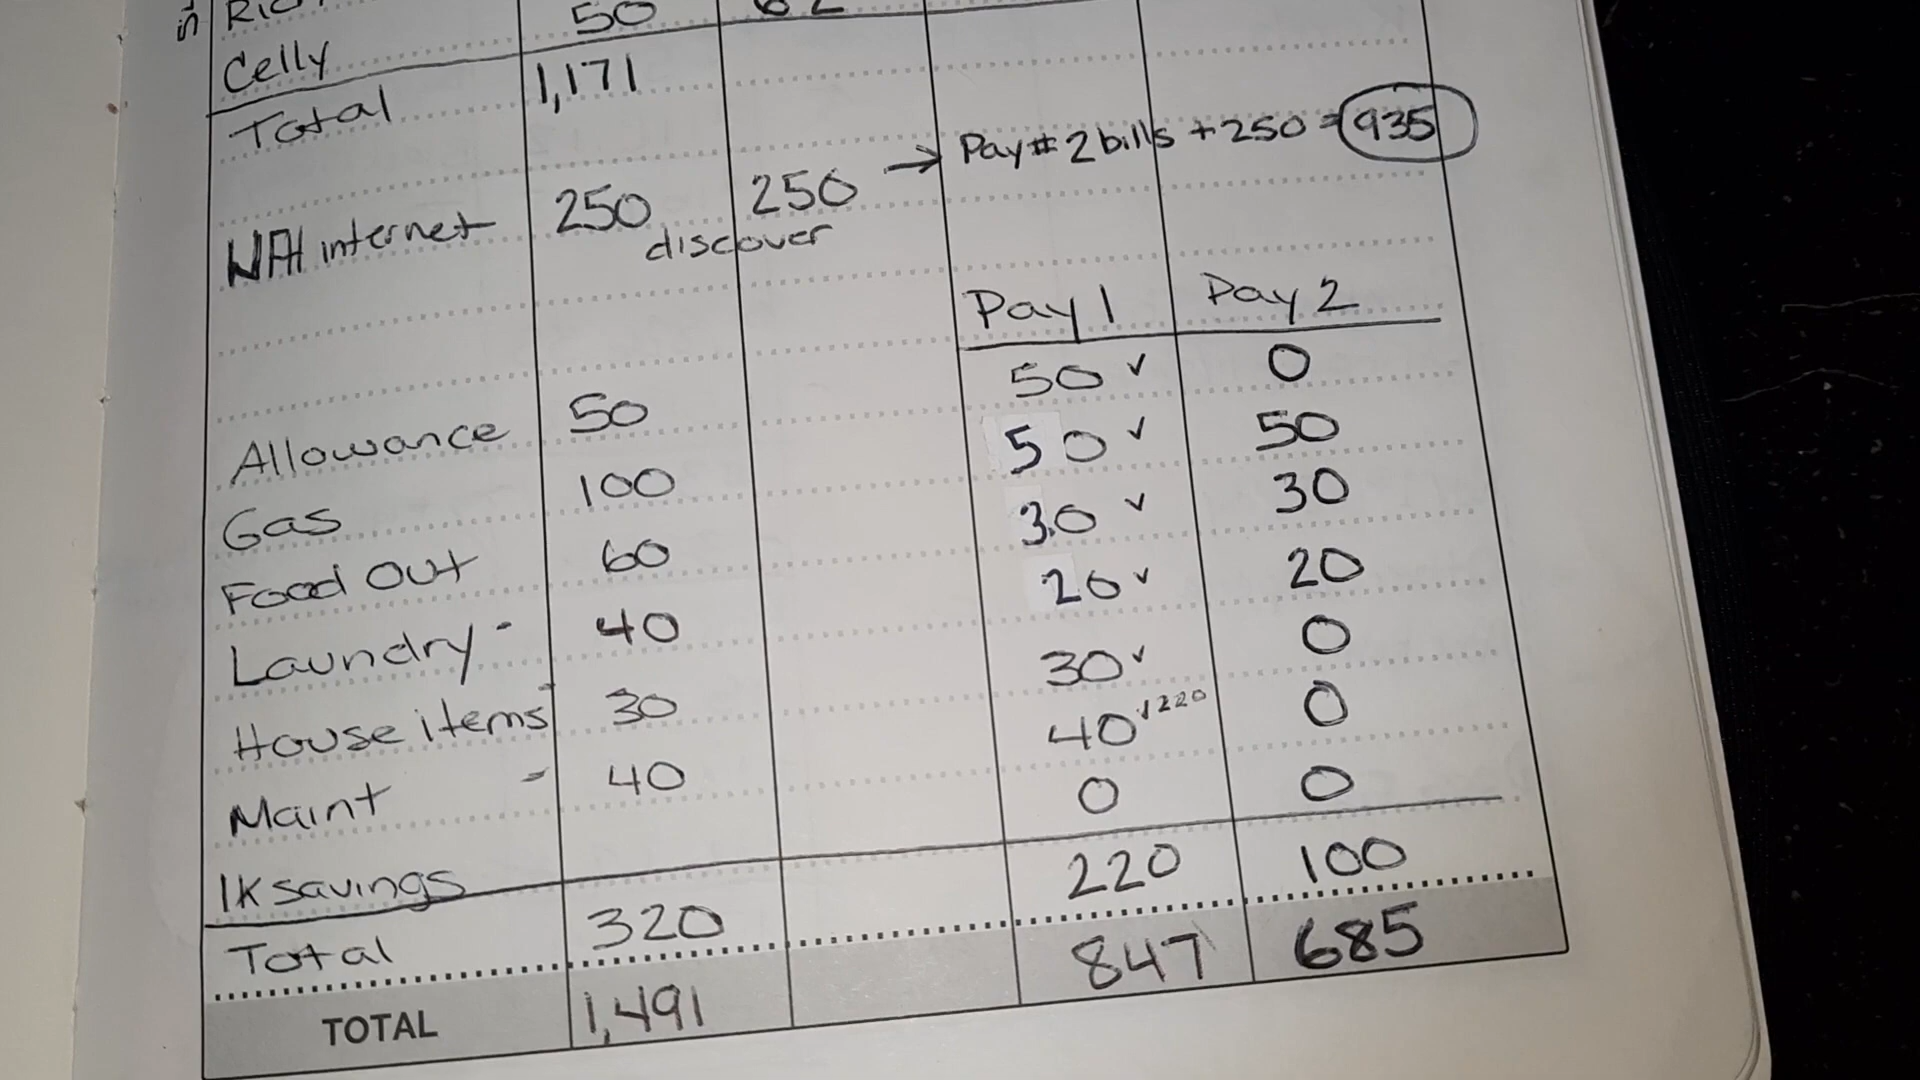 50 62
Celly
Total 1,171
Pay # 2 bills + 250 = 935
internet 250 250
discover
Pay 1 Pay 2
50 ✓ 0
Allowance 50 50 ✓ 50
Gas 100 30 ✓ 30
Food Out 60 20 ✓ 20
Laundry - 40 30 ✓ 0
House items - 30 40 ✓ 220 0
Maint - 40 0 0
1K savings 220 100
Total 320 847 685
TOTAL 1,491